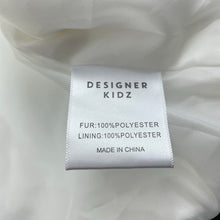 DESIGNER
KIDZ
FUR:100%POLYESTER
LINING:100%POLYESTER
MADE IN CHINA